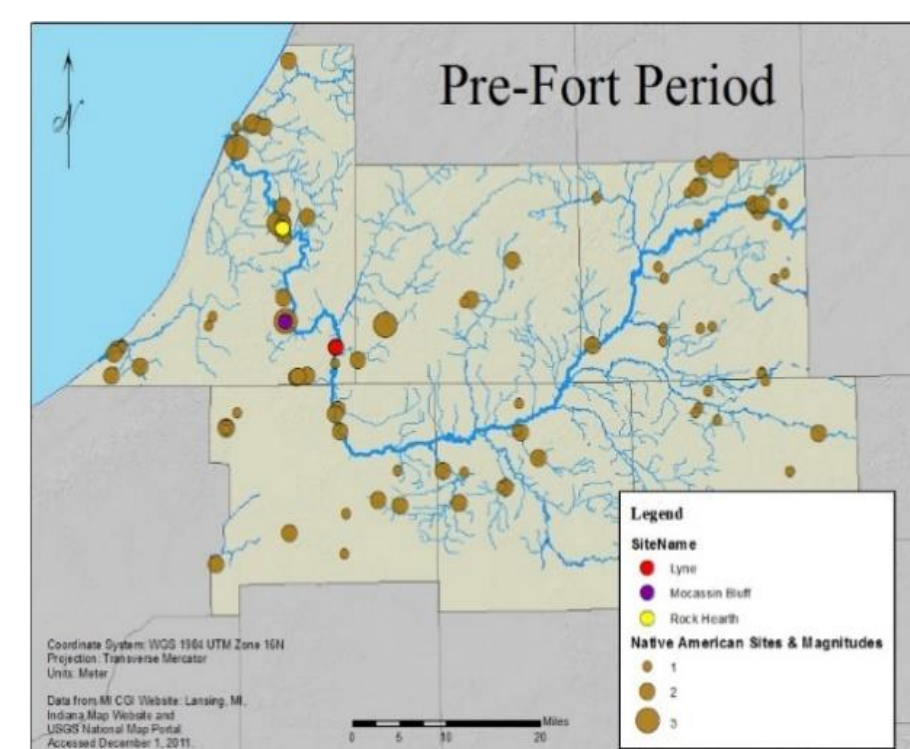 Pre-Fort Period
N
Legend
SiteName
Lyne
Mocassin Bluff
Rock Hearth
Native American Sites & Magnitudes
1
2
3
Coordinate System: WGS 1984 UTM Zone 16N
Projection: Transverse Mercator
Units: Meter
Data from MI CGI Website: Lansing, MI,
Indiana Map Website and
USGS National Map Portal.
Accessed December 1, 2011.
Miles
0 5 10 20